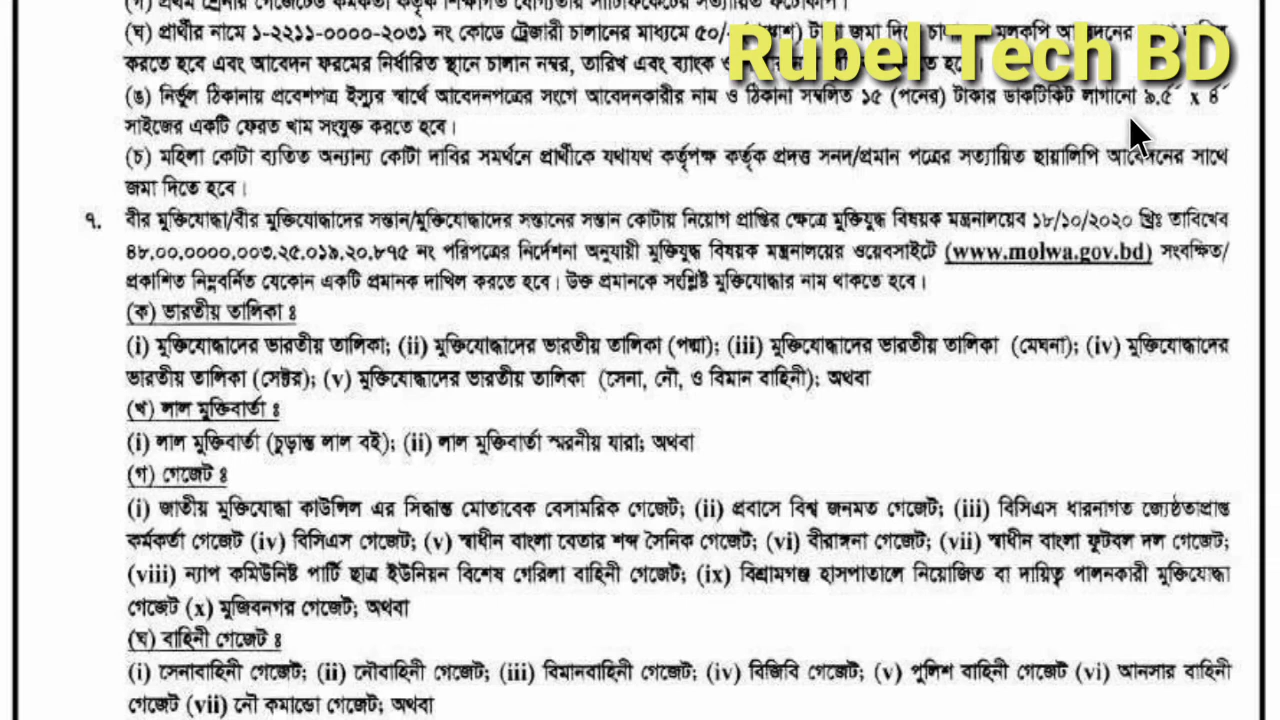 (গ) প্রথম শ্রেনীর গেজেটেড কর্মকর্তা কর্তৃক শিক্ষাগত যোগ্যতার সার্টিফিকেটের সত্যায়িত ফটোকপি।
(ঘ) প্রার্থীর নামে ১-২২১১-০০০০-২০৩১ নং কোডে ট্রেজারী চালানের মাধ্যমে ৫০/- টাকা জমা দিতে
Rubel Tech BD
করতে হবে এবং আবেদন ফরমের নির্ধারিত স্থানে চালান নম্বর, তারিখ এবং ব্যাংক
(ঙ) নির্ভুল ঠিকানায় প্রবেশপত্র ইস্যুর স্বার্থে আবেদনপত্রের সংগে আবেদনকারীর নাম ও ঠিকানা সম্বলিত ১৫ (পনের) টাকার ডাকটিকিট লাগানো ৯.৫˝ x ৪˝
সাইজের একটি ফেরত খাম সংযুক্ত করতে হবে।
(চ) মহিলা কোটা ব্যতিত অন্যান্য কোটা দাবির সমর্থনে প্রার্থীকে যথাযথ কর্তৃপক্ষ কর্তৃক প্রদত্ত সনদ/প্রমান পত্রের সত্যায়িত ছায়ালিপি আবেদনের সাথে
জমা দিতে হবে।
৭. বীর মুক্তিযোদ্ধা/বীর মুক্তিযোদ্ধাদের সন্তান/মুক্তিযোদ্ধাদের সন্তানের সন্তান কোটায় নিয়োগ প্রাপ্তির ক্ষেত্রে মুক্তিযুদ্ধ বিষয়ক মন্ত্রনালয়ের ১৮/১০/২০২০ খ্রিঃ তারিখের
৪৮.০০.০০০০.০০৩.২৫.০১৯.২০.৮৭৫ নং পরিপত্রের নির্দেশনা অনুযায়ী মুক্তিযুদ্ধ বিষয়ক মন্ত্রনালয়ের ওয়েবসাইটে (www.molwa.gov.bd) সংরক্ষিত/
প্রকাশিত নিম্নবর্নিত যেকোন একটি প্রমানক দাখিল করতে হবে। উক্ত প্রমানকে সংশ্লিষ্ট মুক্তিযোদ্ধার নাম থাকতে হবে।
(ক) ভারতীয় তালিকা ঃ
(i) মুক্তিযোদ্ধাদের ভারতীয় তালিকা; (ii) মুক্তিযোদ্ধাদের ভারতীয় তালিকা (পদ্মা); (iii) মুক্তিযোদ্ধাদের ভারতীয় তালিকা (মেঘনা); (iv) মুক্তিযোদ্ধাদের
ভারতীয় তালিকা (সেক্টর); (v) মুক্তিযোদ্ধাদের ভারতীয় তালিকা (সেনা, নৌ, ও বিমান বাহিনী); অথবা
(খ) লাল মুক্তিবার্তা ঃ
(i) লাল মুক্তিবার্তা (চুড়ান্ত লাল বই); (ii) লাল মুক্তিবার্তা স্মরনীয় যারা; অথবা
(গ) গেজেট ঃ
(i) জাতীয় মুক্তিযোদ্ধা কাউন্সিল এর সিদ্ধান্ত মোতাবেক বেসামরিক গেজেট; (ii) প্রবাসে বিশ্ব জনমত গেজেট; (iii) বিসিএস ধারনাগত জ্যেষ্ঠতাপ্রাপ্ত
কর্মকর্তা গেজেট (iv) বিসিএস গেজেট; (v) স্বাধীন বাংলা বেতার শব্দ সৈনিক গেজেট; (vi) বীরাঙ্গনা গেজেট; (vii) স্বাধীন বাংলা ফুটবল দল গেজেট;
(viii) ন্যাপ কমিউনিষ্ট পার্টি ছাত্র ইউনিয়ন বিশেষ গেরিলা বাহিনী গেজেট; (ix) বিশ্রামগঞ্জ হাসপাতালে নিয়োজিত বা দায়িত্ব পালনকারী মুক্তিযোদ্ধা
গেজেট (x) মুজিবনগর গেজেট; অথবা
(ঘ) বাহিনী গেজেট ঃ
(i) সেনাবাহিনী গেজেট; (ii) নৌবাহিনী গেজেট; (iii) বিমানবাহিনী গেজেট; (iv) বিজিবি গেজেট; (v) পুলিশ বাহিনী গেজেট (vi) আনসার বাহিনী
গেজেট (vii) নৌ কমান্ডো গেজেট; অথবা